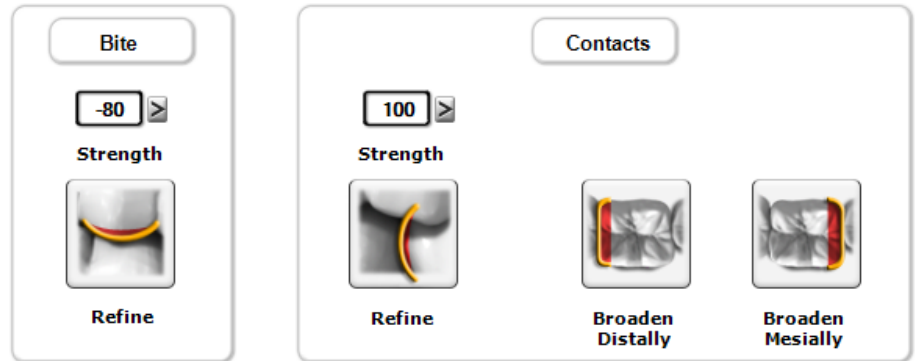 Bite
-80 >
Strength
Refine
Contacts
100 >
Strength
Refine
Broaden
Distally
Broaden
Mesially